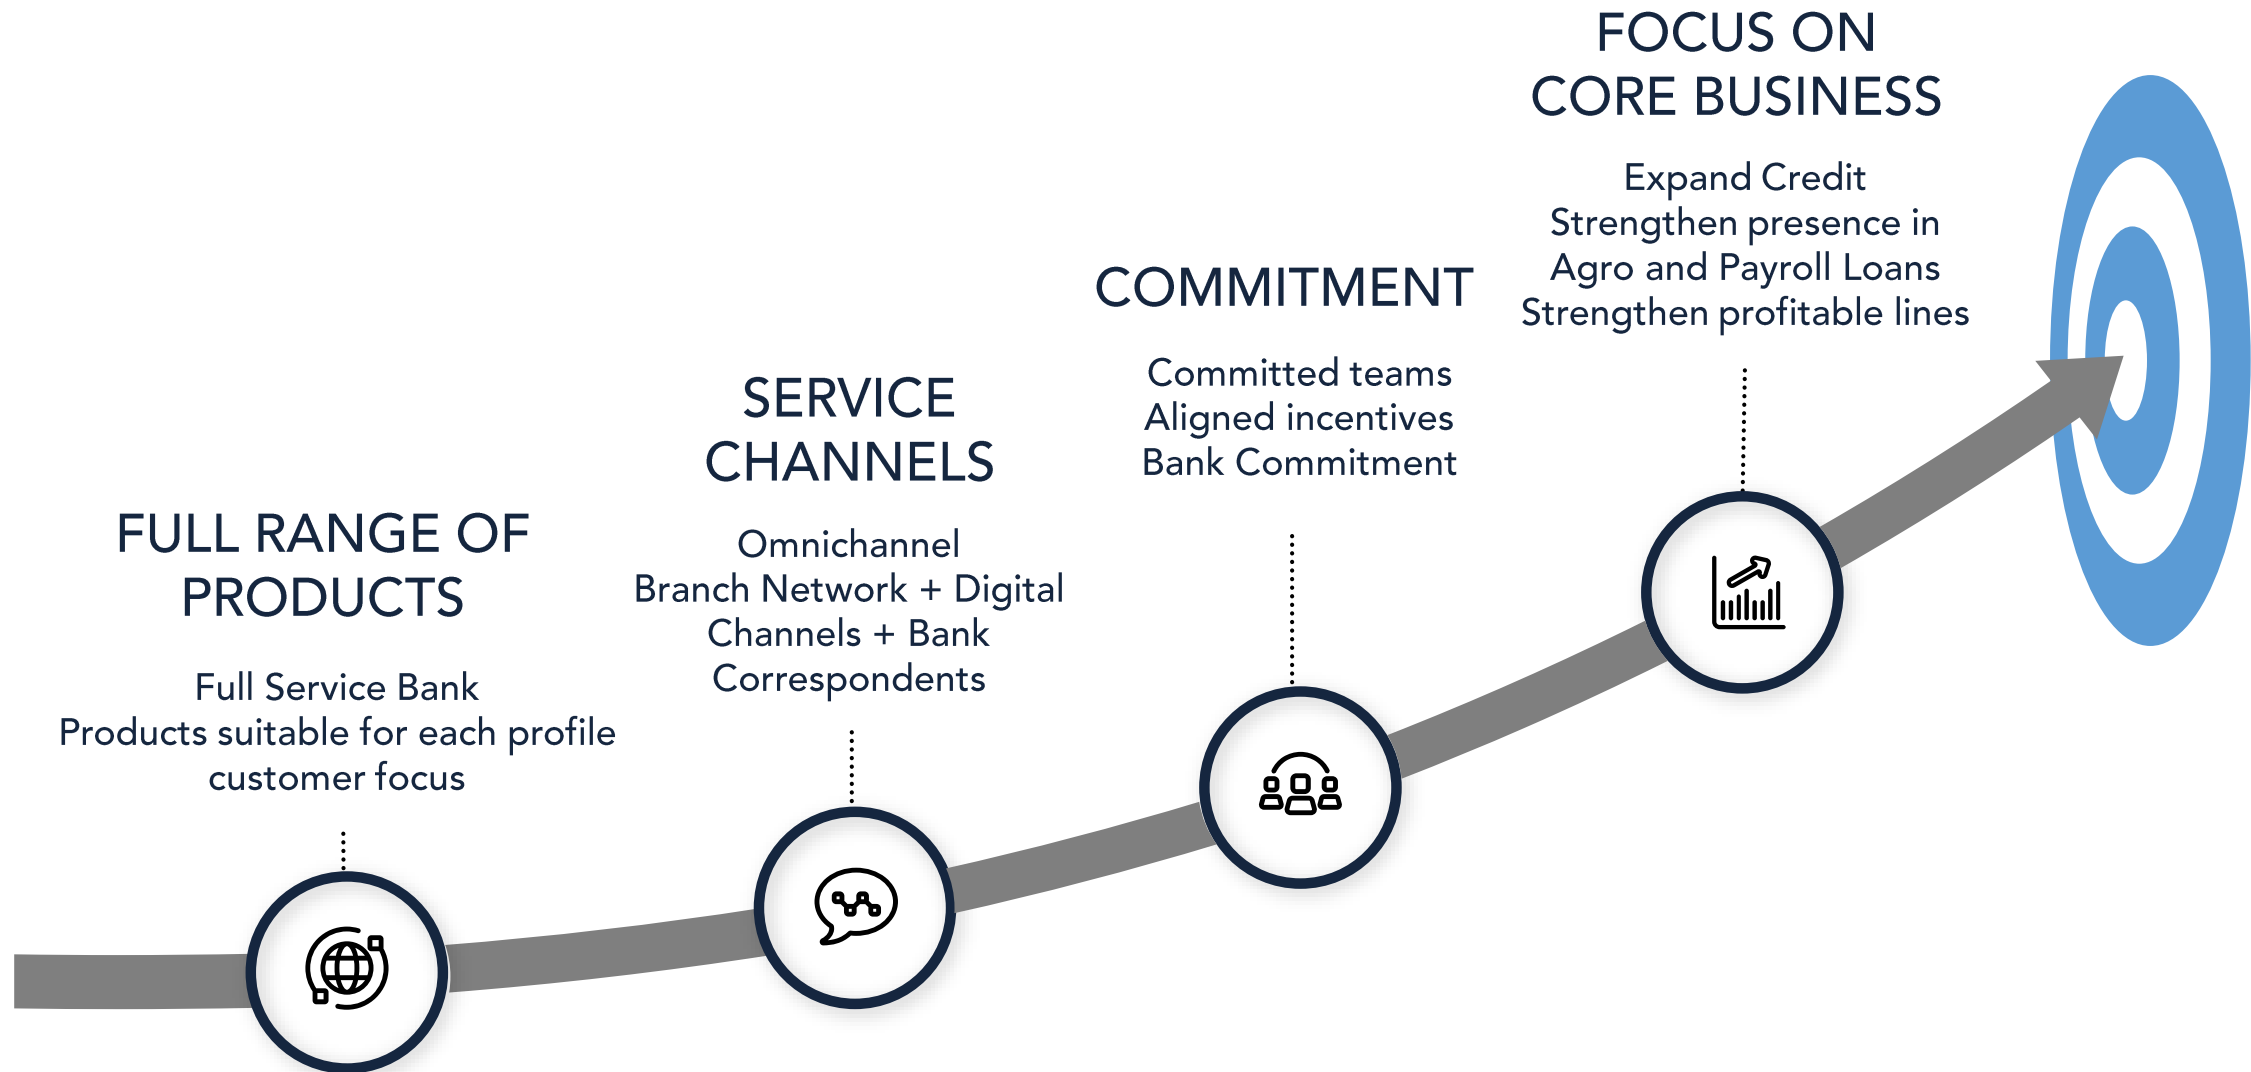 FULL RANGE OF
PRODUCTS
Full Service Bank
Products suitable for each profile
customer focus
SERVICE
CHANNELS
Omnichannel
Branch Network + Digital
Channels + Bank
Correspondents
COMMITMENT
Committed teams
Aligned incentives
Bank Commitment
FOCUS ON
CORE BUSINESS
Expand Credit
Strengthen presence in
Agro and Payroll Loans
Strengthen profitable lines